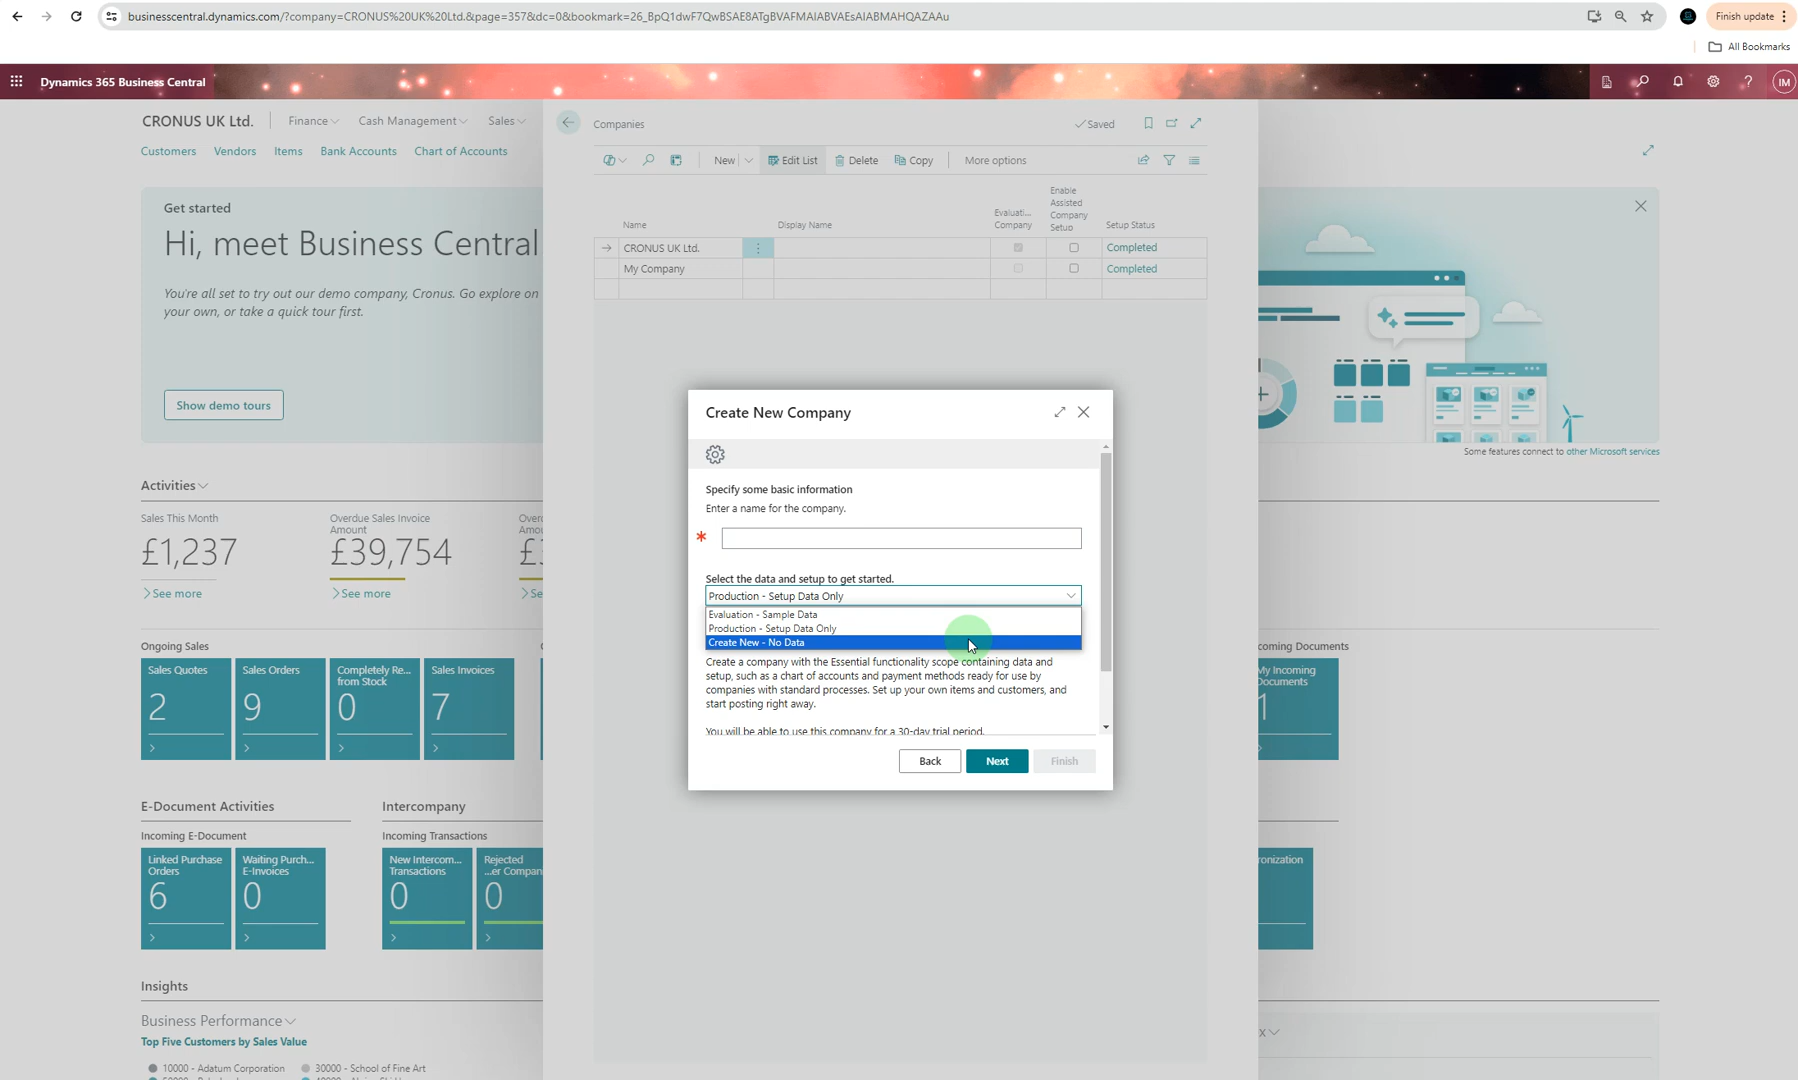 businesscentral.dynamics.com/?company=CRONUS%20UK%20Ltd.&page=357&dc=0&bookmark=26_BpQ1dwF7QwBSAE8ATgBVAFMAIABVAEsAIABMAHQAZAAu
Finish update
All Bookmarks
Dynamics 365 Business Central
IM
CRONUS UK Ltd.
Finance
Cash Management
Sales
Customers
Vendors
Items
Bank Accounts
Chart of Accounts
Get started
Hi, meet Business Central
You're all set to try out our demo company, Cronus. Go explore on
your own, or take a quick tour first.
Show demo tours
Some features connect to other Microsoft services
Companies
Saved
New
Edit List
Delete
Copy
More options
Name
Display Name
Evaluati...
Company
Enable
Assisted
Company
Setup
Setup Status
CRONUS UK Ltd.
Completed
My Company
Completed
Create New Company
Specify some basic information
Enter a name for the company.
*
Select the data and setup to get started.
Production - Setup Data Only
Evaluation - Sample Data
Production - Setup Data Only
Create New - No Data
Create a company with the Essential functionality scope containing data and
setup, such as a chart of accounts and payment methods ready for use by
companies with standard processes. Set up your own items and customers, and
start posting right away.
You will be able to use this company for a 30-day trial period.
Back
Next
Finish
Activities
Sales This Month
£1,237
See more
Overdue Sales Invoice
Amount
£39,754
See more
Ongoing Sales
Sales Quotes
2
Sales Orders
9
Completely Re...
from Stock
0
Sales Invoices
7
coming Documents
My Incoming
Documents
1
E-Document Activities
Incoming E-Document
Linked Purchase
Orders
6
Waiting Purch...
E-Invoices
0
Intercompany
Incoming Transactions
New Intercom...
Transactions
0
Rejected
...er Compan
0
ronization
Insights
Business Performance
Top Five Customers by Sales Value
10000 - Adatum Corporation
30000 - School of Fine Art